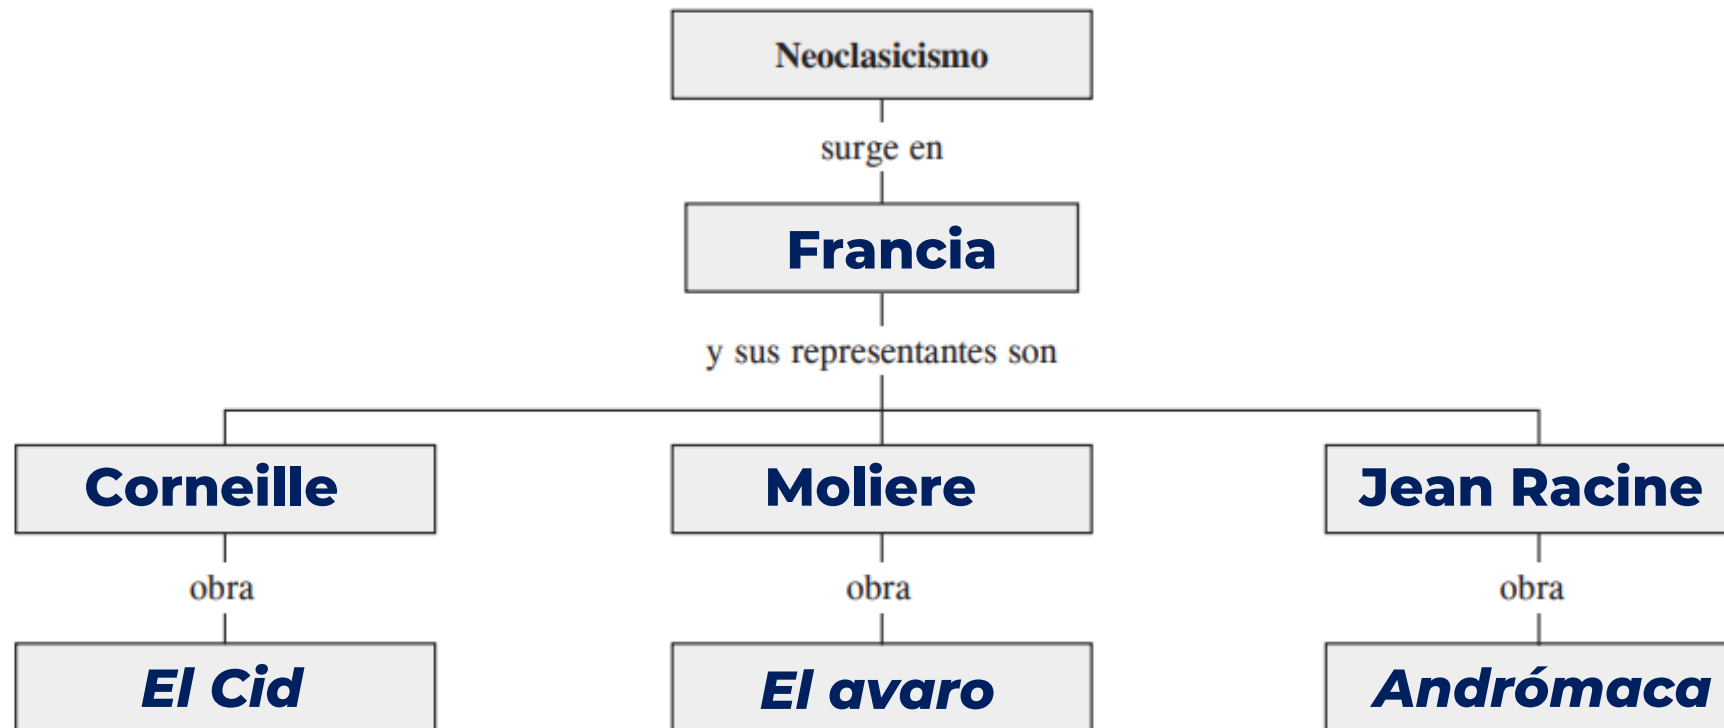 Neoclasicismo
surge en
Francia
y sus representantes son
Corneille
Moliere
Jean Racine
obra
obra
obra
El Cid
El avaro
Andrómaca